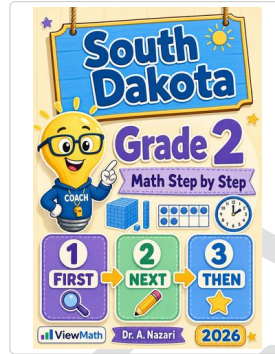 South
Dakota
Grade 2
Math Step by Step
COACH
1
FIRST
2
NEXT
3
THEN
ViewMath
Dr. A. Nazari
2026